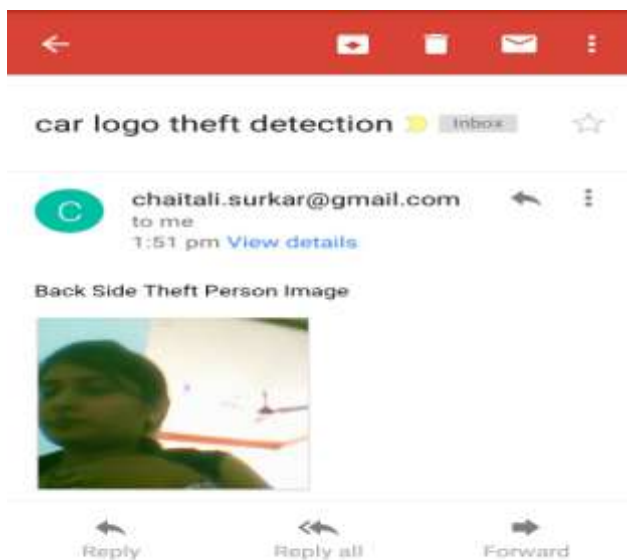 car logo theft detection Inbox
C
chaitali.surkar@gmail.com
to me
1:51 pm View details
Back Side Theft Person Image
Reply Reply all Forward